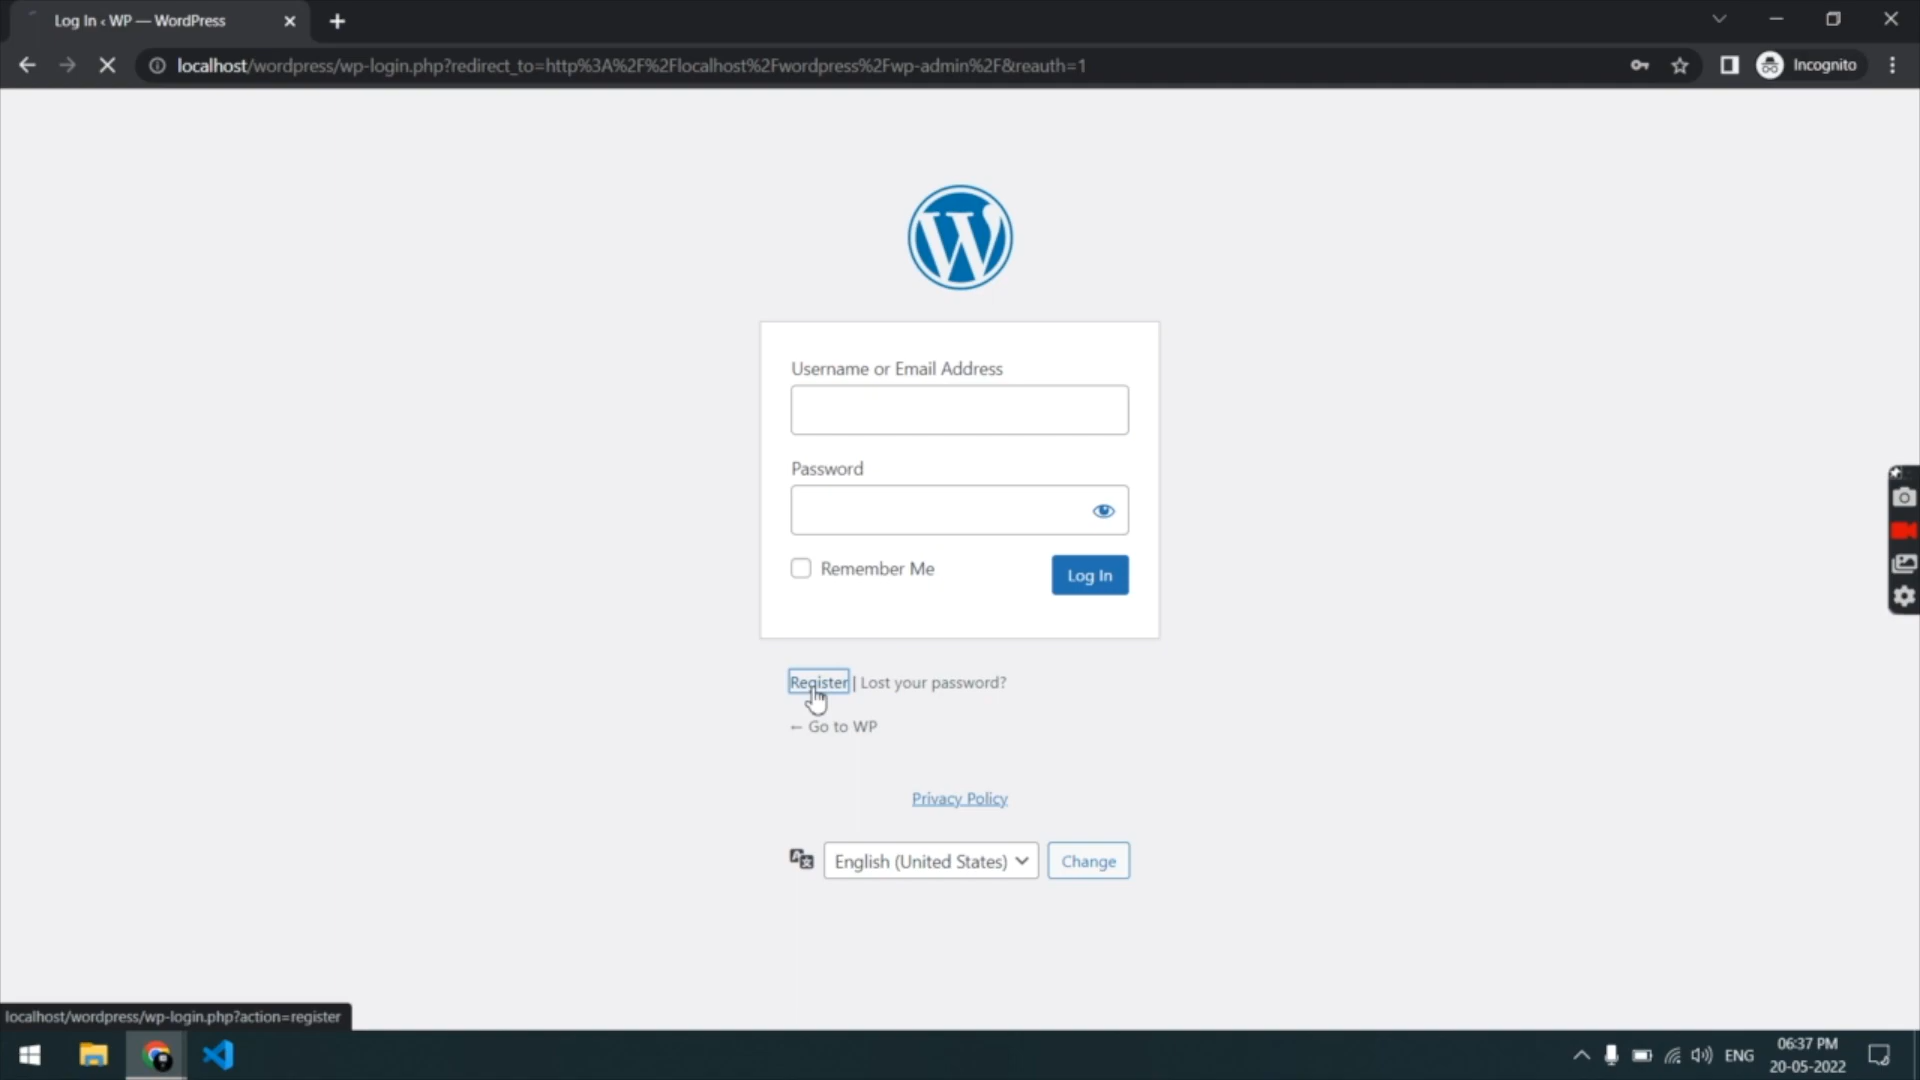 Log In ‹ WP — WordPress
localhost/wordpress/wp-login.php?redirect_to=http%3A%2F%2Flocalhost%2Fwordpress%2Fwp-admin%2F&reauth=1
Incognito
Username or Email Address
Password
Remember Me
Log In
Register | Lost your password?
← Go to WP
Privacy Policy
English (United States)
Change
localhost/wordpress/wp-login.php?action=register
ENG
06:37 PM
20-05-2022